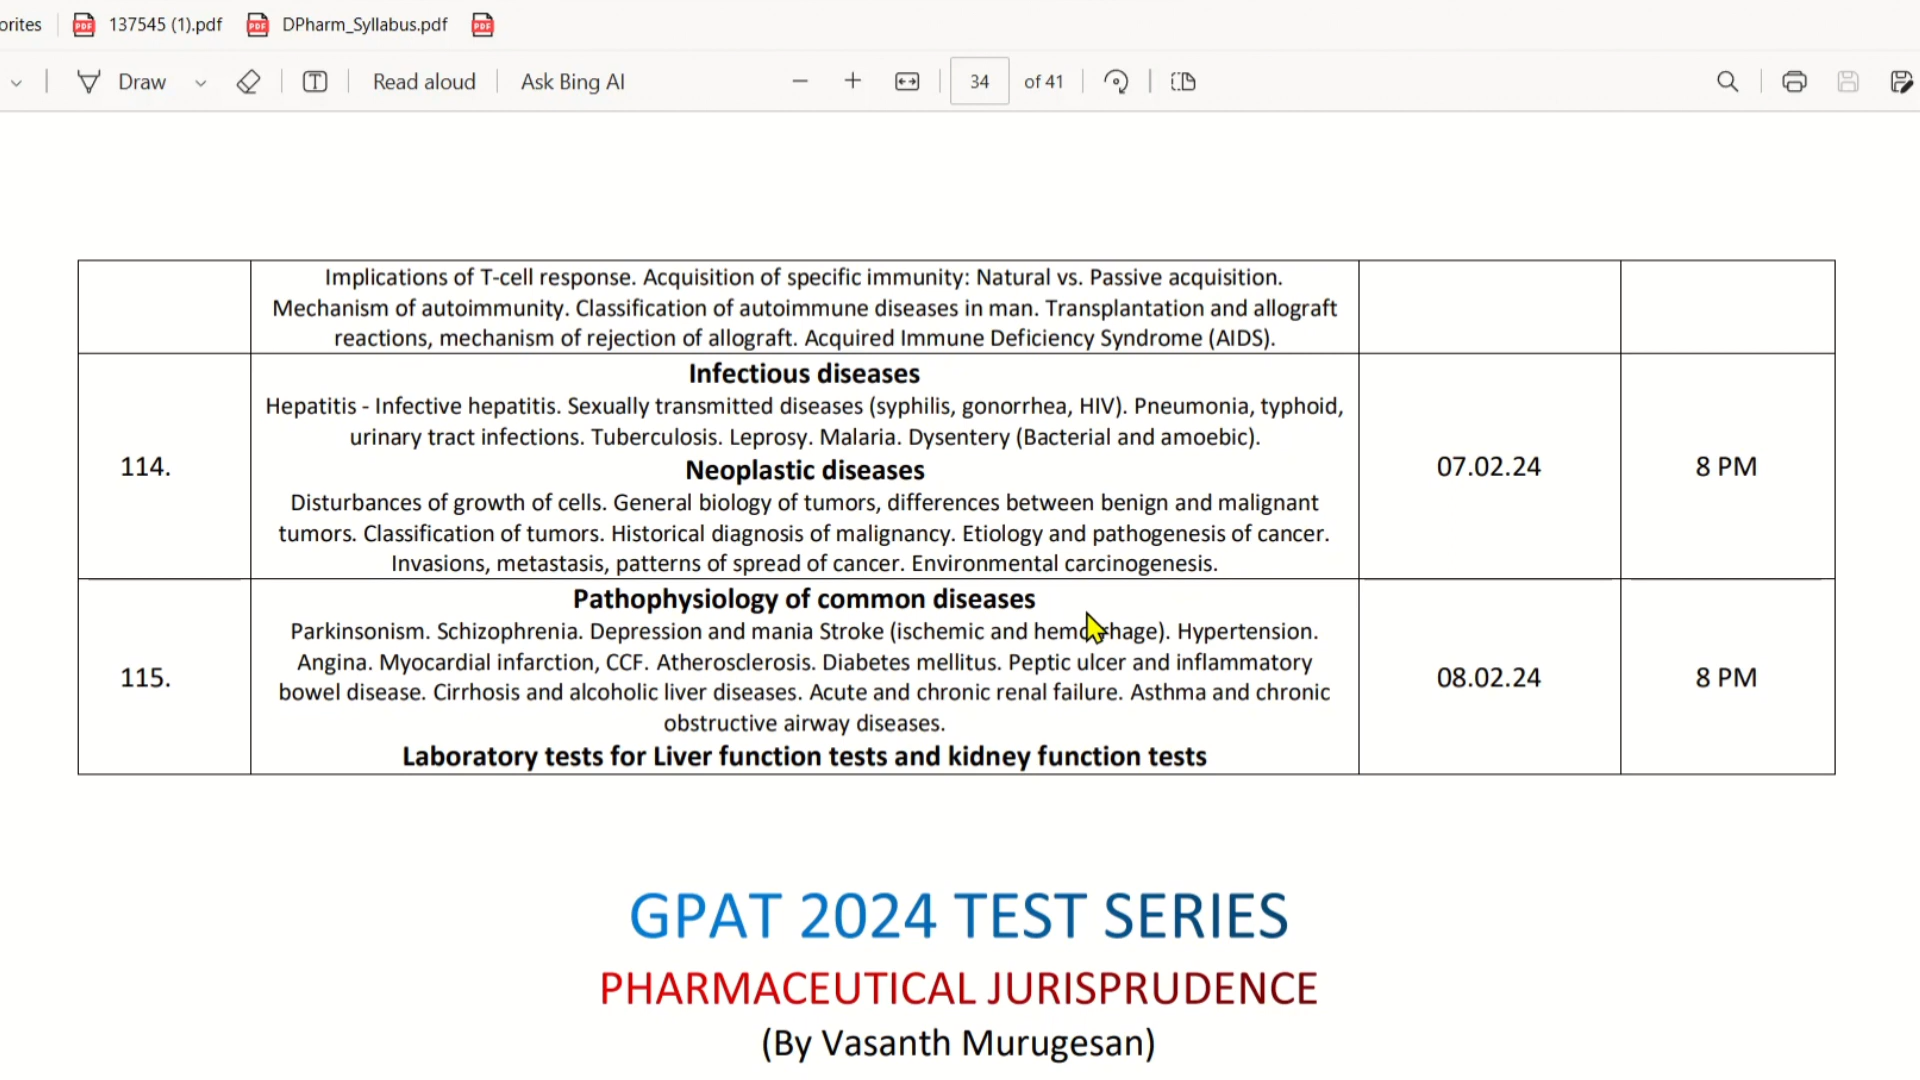 orites 137545 (1).pdf DPharm_Syllabus.pdf
Draw Read aloud Ask Bing AI 34 of 41
Implications of T-cell response. Acquisition of specific immunity: Natural vs. Passive acquisition.
Mechanism of autoimmunity. Classification of autoimmune diseases in man. Transplantation and allograft
reactions, mechanism of rejection of allograft. Acquired Immune Deficiency Syndrome (AIDS).
114.
Infectious diseases
Hepatitis - Infective hepatitis. Sexually transmitted diseases (syphilis, gonorrhea, HIV). Pneumonia, typhoid,
urinary tract infections. Tuberculosis. Leprosy. Malaria. Dysentery (Bacterial and amoebic).
Neoplastic diseases
Disturbances of growth of cells. General biology of tumors, differences between benign and malignant
tumors. Classification of tumors. Historical diagnosis of malignancy. Etiology and pathogenesis of cancer.
Invasions, metastasis, patterns of spread of cancer. Environmental carcinogenesis.
07.02.24
8 PM
115.
Pathophysiology of common diseases
Parkinsonism. Schizophrenia. Depression and mania Stroke (ischemic and hemorrhage). Hypertension.
Angina. Myocardial infarction, CCF. Atherosclerosis. Diabetes mellitus. Peptic ulcer and inflammatory
bowel disease. Cirrhosis and alcoholic liver diseases. Acute and chronic renal failure. Asthma and chronic
obstructive airway diseases.
Laboratory tests for Liver function tests and kidney function tests
08.02.24
8 PM
GPAT 2024 TEST SERIES
PHARMACEUTICAL JURISPRUDENCE
(By Vasanth Murugesan)